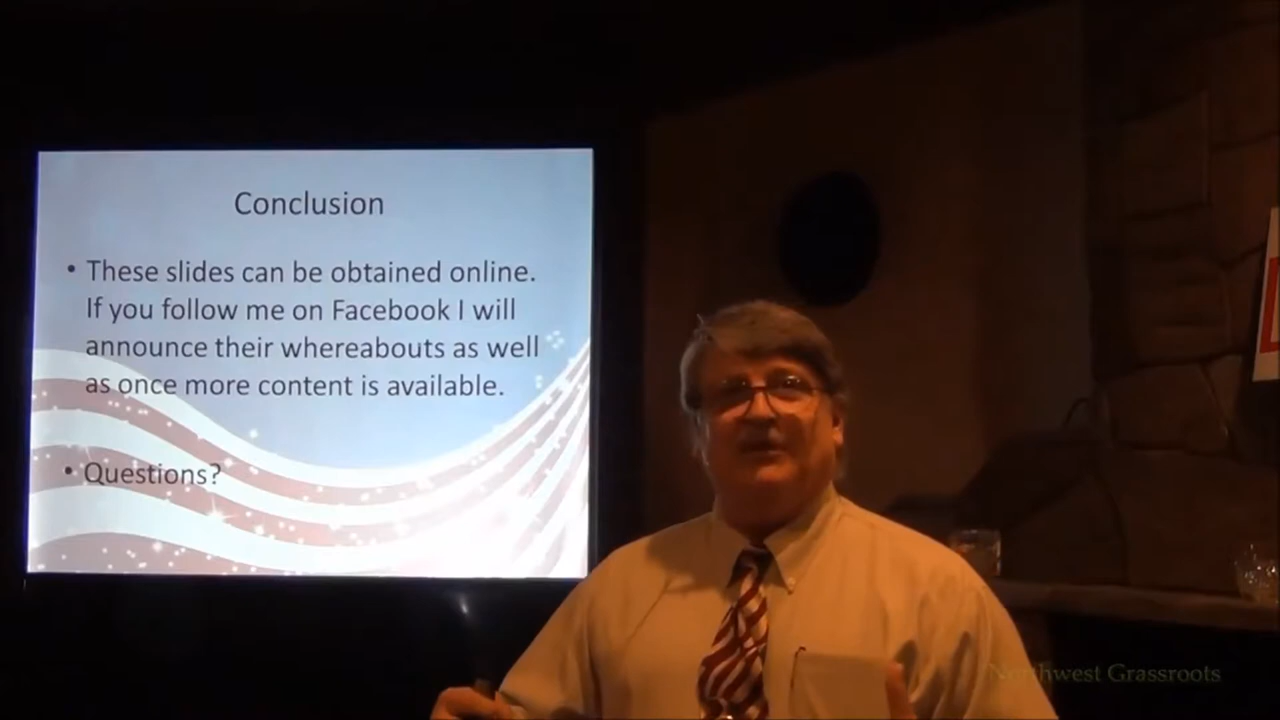 Conclusion
• These slides can be obtained online.
If you follow me on Facebook I will
announce their whereabouts as well
as once more content is available.
• Questions?
Northwest Grassroots